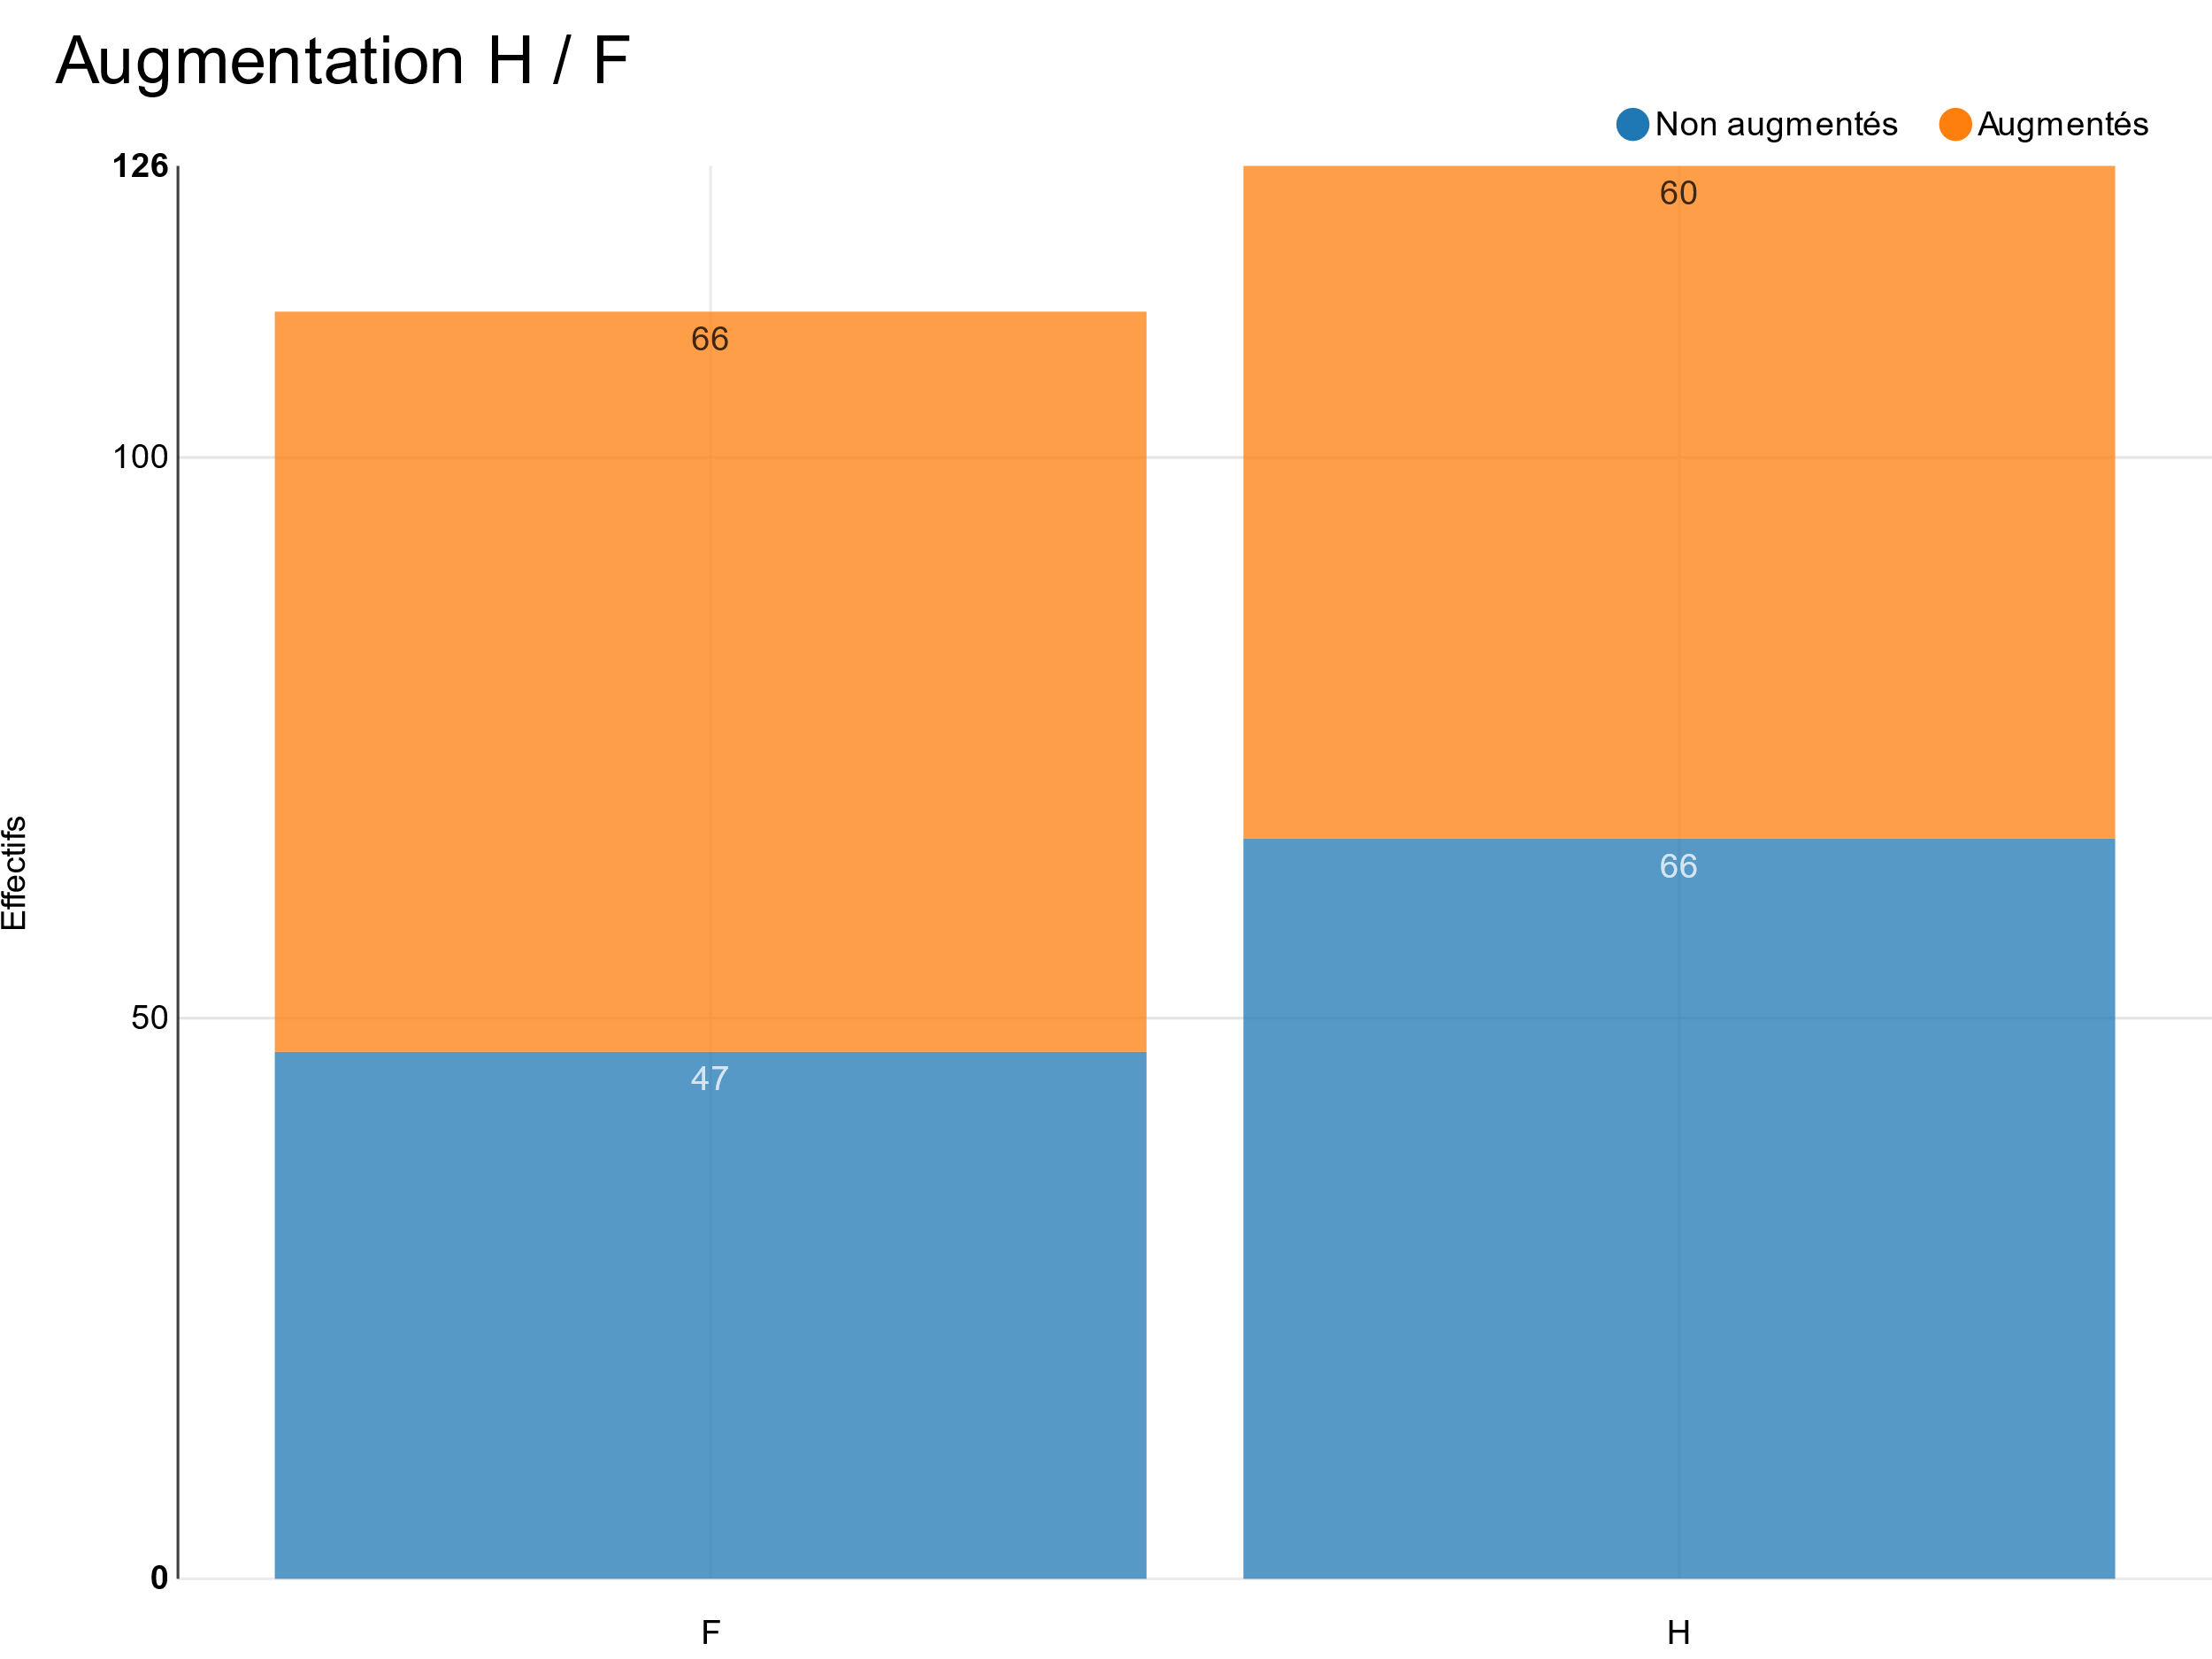 Augmentation H / F
Non augmentés
Augmentés
126
100
50
0
Effectifs
66
47
60
66
F
H